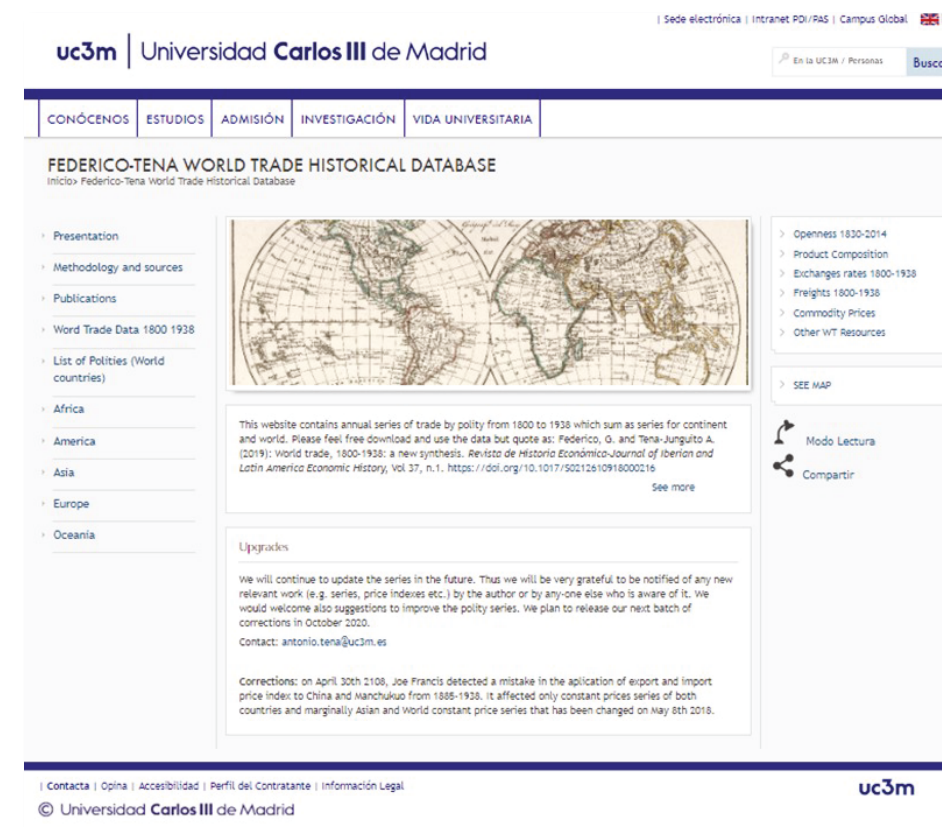 | Sede electrónica | Intranet PDI/PAS | Campus Global
uc3m | Universidad Carlos III de Madrid
En la UC3M / Personas
Busca
CONÓCENOS
ESTUDIOS
ADMISIÓN
INVESTIGACIÓN
VIDA UNIVERSITARIA
FEDERICO-TENA WORLD TRADE HISTORICAL DATABASE
Inicio> Federico-Tena World Trade Historical Database
Presentation
Methodology and sources
Publications
Word Trade Data 1800 1938
List of Polities (World
countries)
Africa
America
Asia
Europe
Oceania
This website contains annual series of trade by polity from 1800 to 1938 which sum as series for continent
and world. Please feel free download and use the data but quote as: Federico, G. and Tena-Junguito A.
(2019): World trade, 1800-1938: a new synthesis. Revista de Historia Económica-Journal of Iberian and
Latin America Economic History, Vol 37, n.1. https://doi.org/10.1017/S0212610918000216
See more
Upgrades
We will continue to update the series in the future. Thus we will be very grateful to be notified of any new
relevant work (e.g. series, price indexes etc.) by the author or by any-one else who is aware of it. We
would welcome also suggestions to improve the polity series. We plan to release our next batch of
corrections in October 2020.
Contact: antonio.tena@uc3m.es
Corrections: on April 30th 2108, Joe Francis detected a mistake in the aplication of export and import
price index to China and Manchukuo from 1885-1938. It affected only constant prices series of both
countries and marginally Asian and World constant price series that has been changed on May 8th 2018.
Openness 1830-2014
Product Composition
Exchanges rates 1800-1938
Freights 1800-1938
Commodity Prices
Other WT Resources
SEE MAP
Modo Lectura
Compartir
| Contacta | Opina | Accesibilidad | Perfil del Contratante | Información Legal
uc3m
© Universidad Carlos III de Madrid